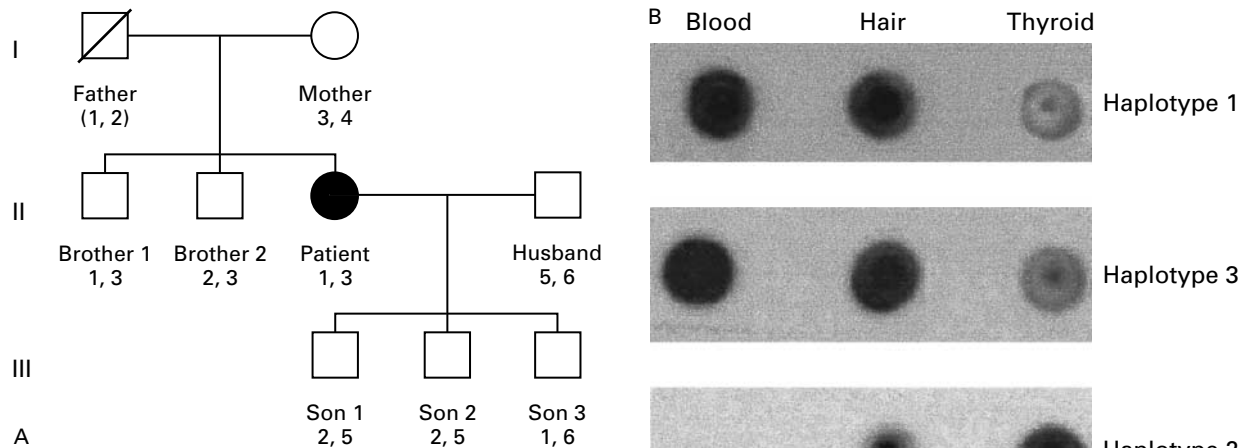 I
Father
(1, 2)
Mother
3, 4
II
Brother 1
1, 3
Brother 2
2, 3
Patient
1, 3
Husband
5, 6
III
Son 1
2, 5
Son 2
2, 5
Son 3
1, 6
A
B Blood Hair Thyroid
Haplotype 1
Haplotype 3